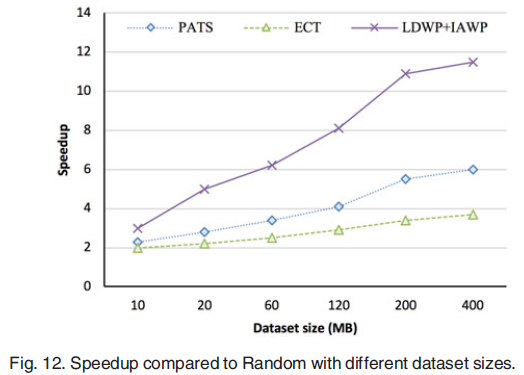 PATS ECT LDWP+IAWP
14
12
10
8
6
4
2
0
Speedup
10 20 60 120 200 400
Dataset size (MB)
Fig. 12. Speedup compared to Random with different dataset sizes.